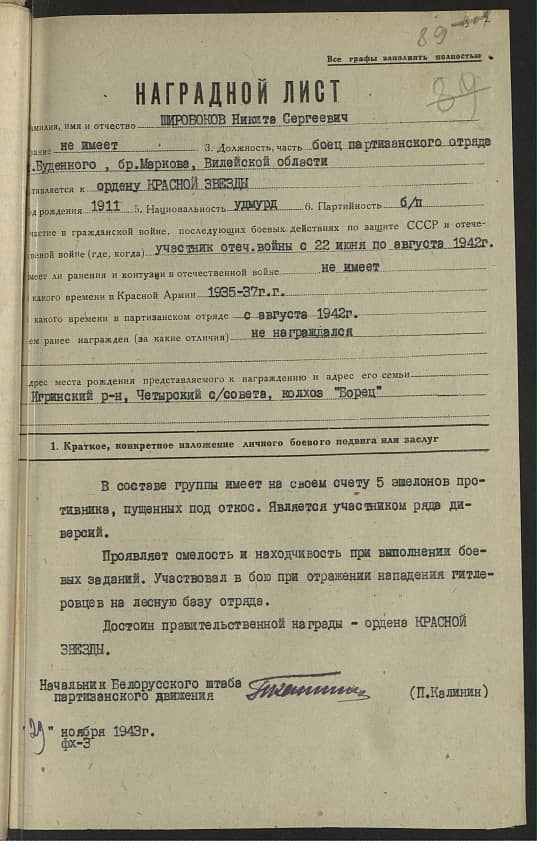 89
Все графы заполнять полностью
39
НАГРАДНОЙ ЛИСТ
амилия, имя и отчество ШИРОБОКОВ Никита Сергеевич
вание не имеет 3. Должность, часть боец партизанского отряда
.Буденного , бр.Маркова, Вилейской области
ставляется к ордену КРАСНОЙ ЗВЕЗДЫ
од рождения 1911 5. Национальность УДМУРД 6. Партийность б/п
частие в гражданской войне, последующих боевых действиях по защите СССР и отече-
твеной войне (где, когда) участник отеч.войны с 22 июня по августа 1942г.
меет ли ранения и контузии в отечественной войне не имеет
какого времени в Красной Армии 1935-37г.г.
какого времени в партизанском отряде с августа 1942г.
ем ранее награжден (за какие отличия) не награждался
дрес места рождения представляемого к награждению и адрес его семьи
Игринский р-н, Четырский с/совета, колхоз "Борец"
1. Краткое, конкретное изложение личного боевого подвига или заслуг
В составе группы имеет на своем счету 5 эшелонов про-
тивника, пущенных под откос. Является участником ряда ди-
версий.
Проявляет смелость и находчивость при выполнении бое-
вых заданий. Участвовал в бою при отражении нападения гитле-
ровцев на лесную базу отряда.
Достоин правительственной награды - ордена КРАСНОЙ
ЗВЕЗДЫ.
Начальник Белорусского штаба
партизанского движения (П.Калинин)
"29" ноября 1943г.
фх-3